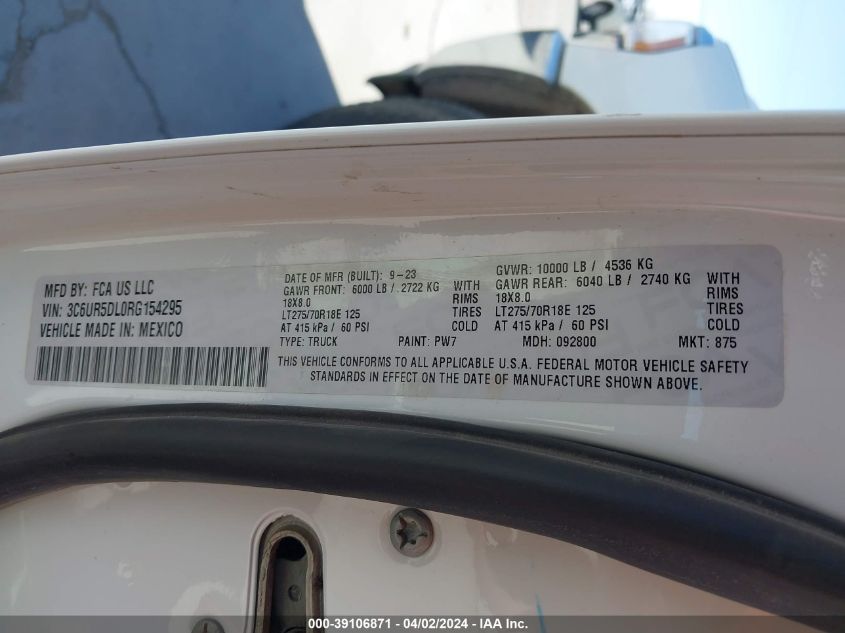 MFD BY: FCA US LLC
VIN: 3C6UR5DL0RG154295
VEHICLE MADE IN: MEXICO
DATE OF MFR (BUILT): 9-23
GVWR: 10000 LB / 4536 KG
GAWR FRONT: 6000 LB / 2722 KG WITH
GAWR REAR: 6040 LB / 2740 KG WITH
18X8.0 RIMS
18X8.0 RIMS
LT275/70R18E 125 TIRES
LT275/70R18E 125 TIRES
AT 415 kPa / 60 PSI COLD
AT 415 kPa / 60 PSI COLD
TYPE: TRUCK PAINT: PW7 MDH: 092800 MKT: 875
THIS VEHICLE CONFORMS TO ALL APPLICABLE U.S.A. FEDERAL MOTOR VEHICLE SAFETY
STANDARDS IN EFFECT ON THE DATE OF MANUFACTURE SHOWN ABOVE.
000-39106871 - 04/02/2024 - IAA Inc.